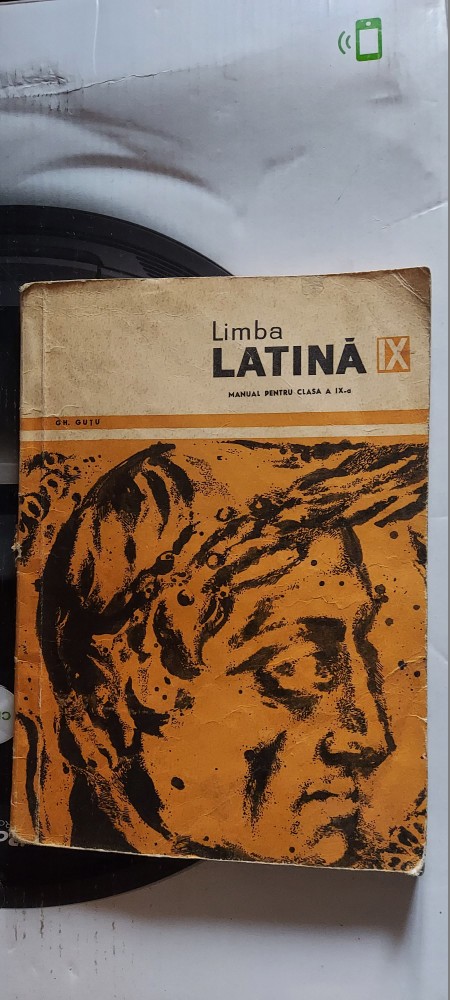 Limba
LATINĂ IX
MANUAL PENTRU CLASA A IX-a
GH. GUȚU